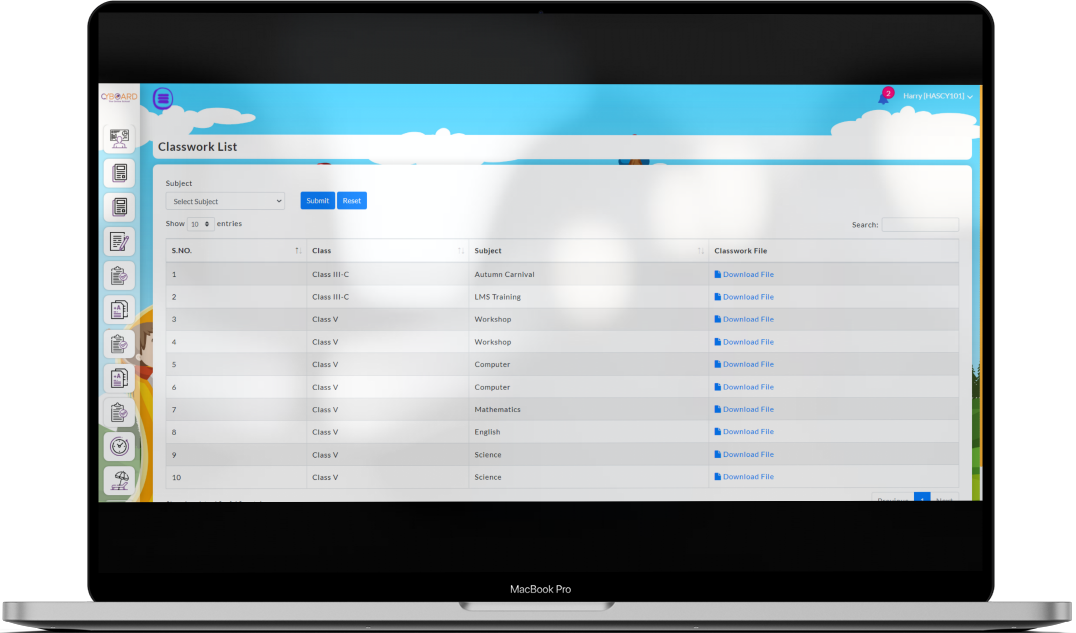 CYBOARD
2
Harry [HASCY101]
Classwork List
Subject
Select Subject
Submit
Reset
Show 10 entries
Search:
S.NO. Class Subject Classwork File
1 Class III-C Autumn Carnival Download File
2 Class III-C LMS Training Download File
3 Class V Workshop Download File
4 Class V Workshop Download File
5 Class V Computer Download File
6 Class V Computer Download File
7 Class V Mathematics Download File
8 Class V English Download File
9 Class V Science Download File
10 Class V Science Download File
Previous 1 Next
MacBook Pro